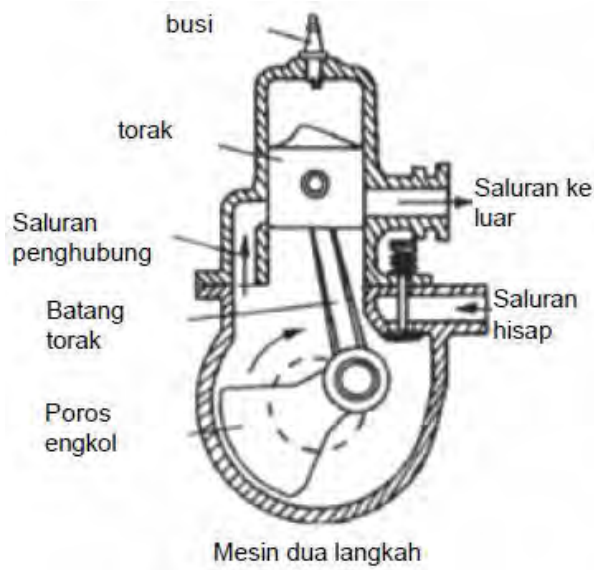 busi
torak
Saluran ke
luar
Saluran
penghubung
Saluran
hisap
Batang
torak
Poros
engkol
Mesin dua langkah